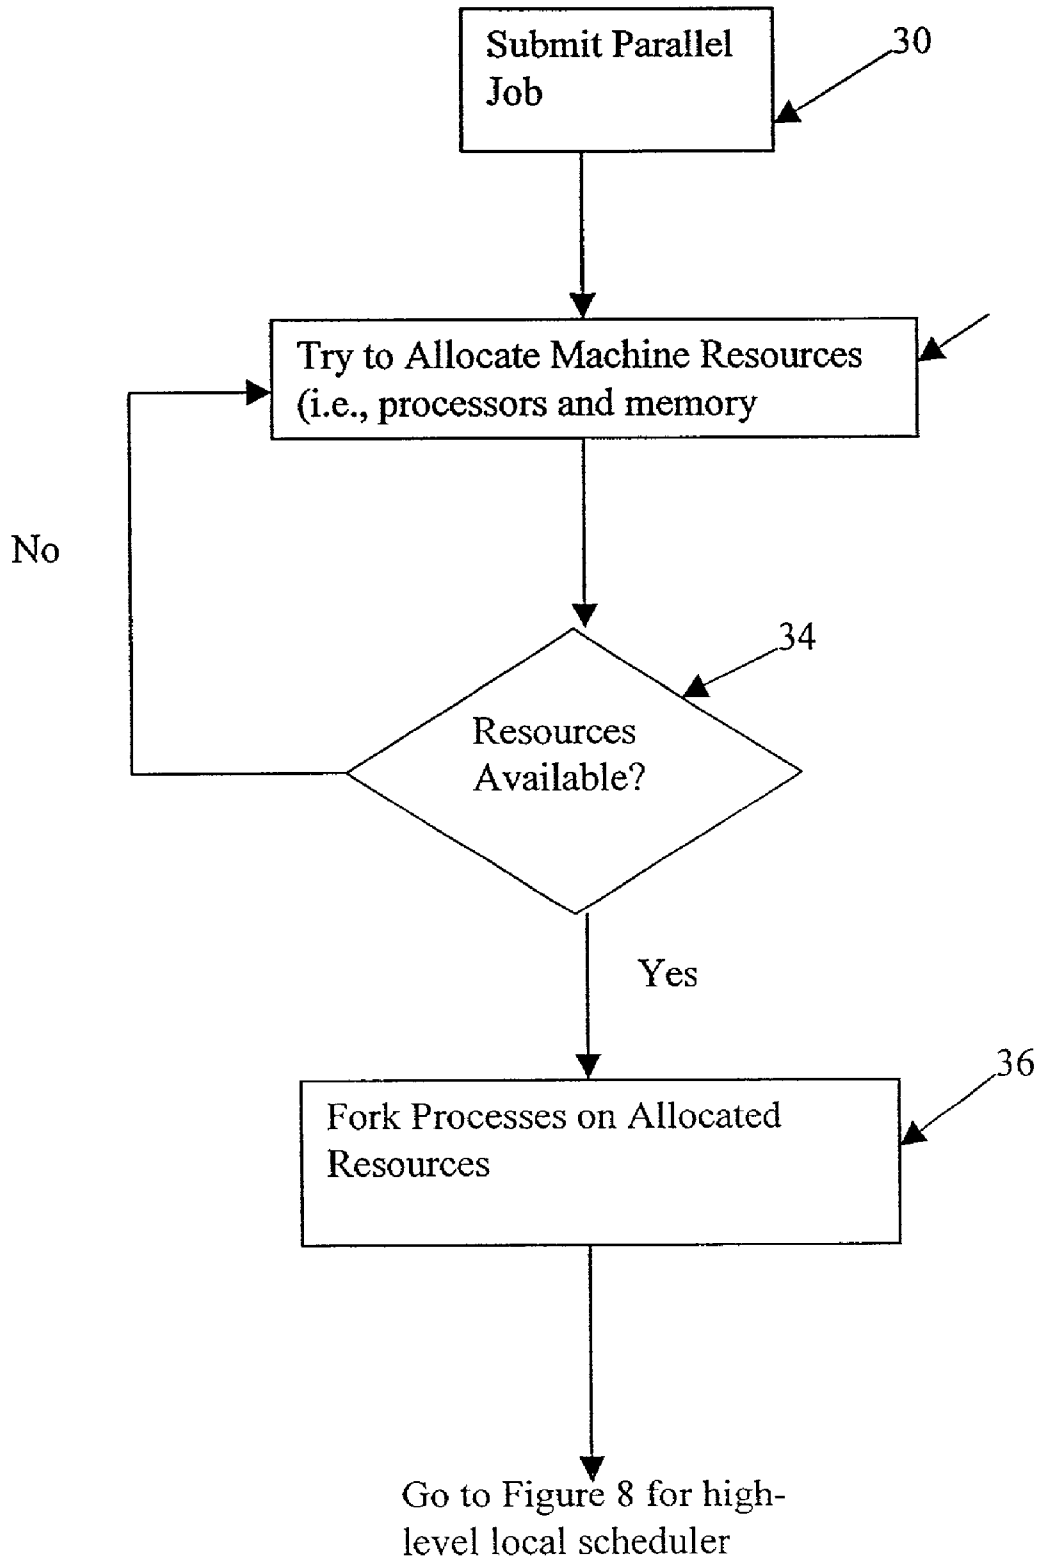 Submit Parallel
Job
30
Try to Allocate Machine Resources
(i.e., processors and memory
No
34
Resources
Available?
Yes
36
Fork Processes on Allocated
Resources
Go to Figure 8 for high-
level local scheduler